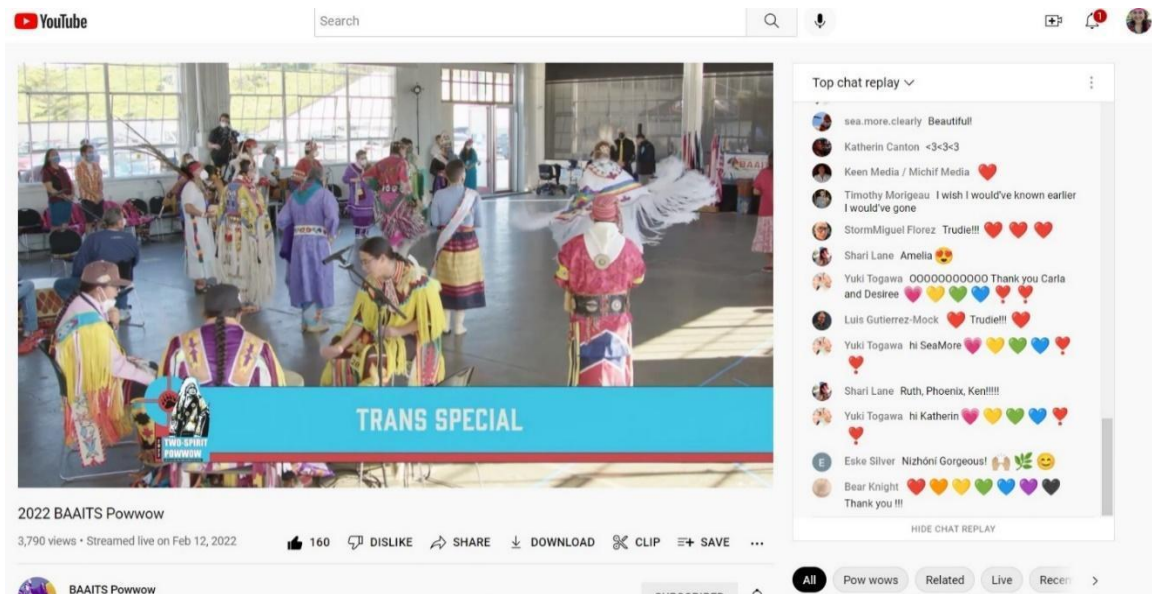 YouTube
Search
1
BAAITS
TRANS SPECIAL
TWO-SPIRIT
POWWOW
2022 BAAITS Powwow
3,790 views • Streamed live on Feb 12, 2022
160 DISLIKE SHARE DOWNLOAD CLIP SAVE ...
BAAITS Powwow
Top chat replay
sea.more.clearly Beautiful!
Katherin Canton <3<3<3
Keen Media / Michif Media ❤️
Timothy Morigeau I wish I would've known earlier
I would've gone
StormMiguel Florez Trudie!!! ❤️ ❤️ ❤️
Shari Lane Amelia 😍
Yuki Togawa OOOOOOOOOOO Thank you Carla
and Desiree 💗 💛 💚 💙 ❣️ ❣️
Luis Gutierrez-Mock ❤️ Trudie!!! ❤️
Yuki Togawa hi SeaMore 💗 💛 💚 💙 ❣️
❣️
Shari Lane Ruth, Phoenix, Ken!!!!!
Yuki Togawa hi Katherin 💗 💛 💚 💙 ❣️
❣️
E Eske Silver Nizhóní Gorgeous! 🙌🏼 🌿 😊
Bear Knight ❤️ 🧡 💛 💚 💙 💜 🖤
Thank you !!!
HIDE CHAT REPLAY
All Pow wows Related Live Recen